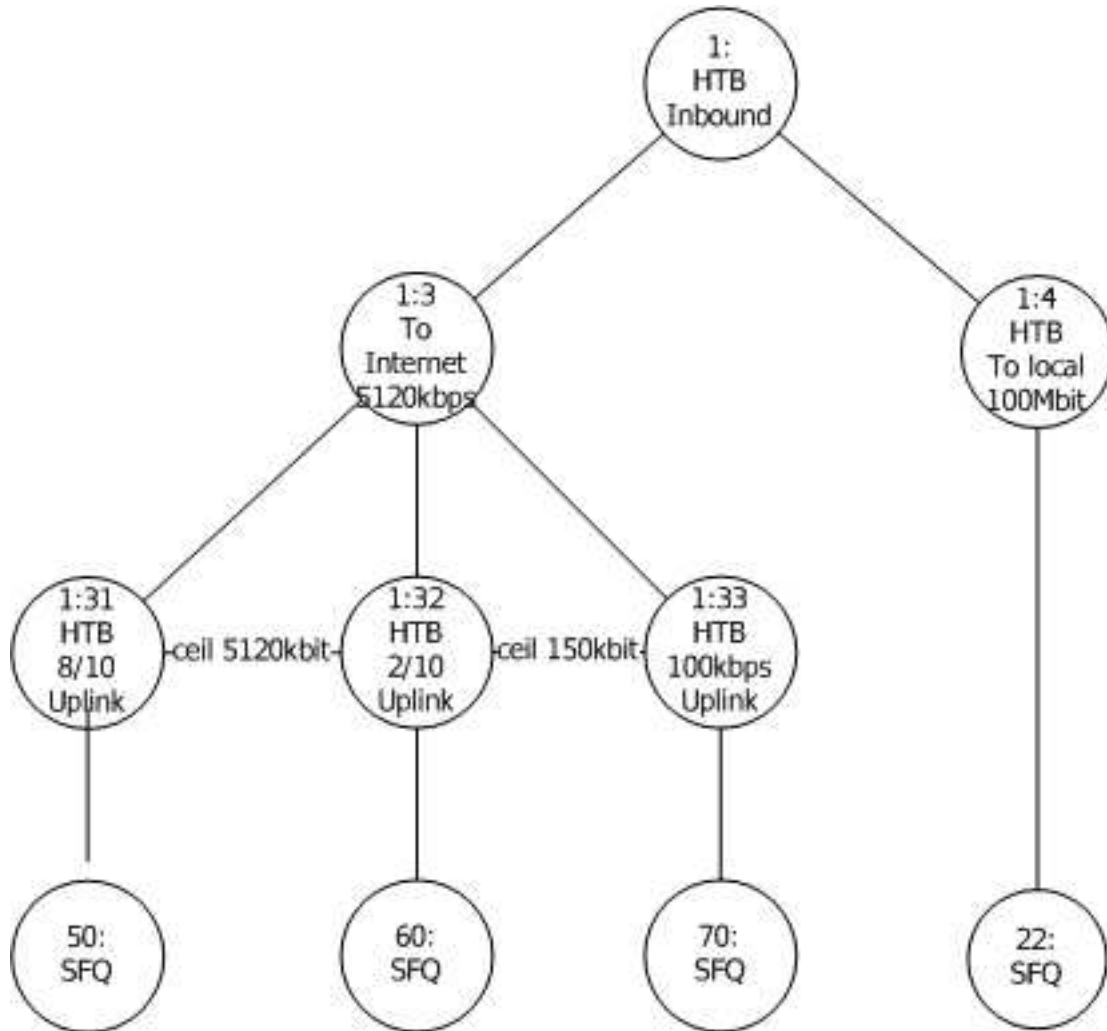 1:
HTB
Inbound
1:3
To
Internet
5120kbps
1:4
HTB
To local
100Mbit
1:31
HTB
8/10
Uplink
ceil 5120kbit
1:32
HTB
2/10
Uplink
ceil 150kbit
1:33
HTB
100kbps
Uplink
50:
SFQ
60:
SFQ
70:
SFQ
22:
SFQ